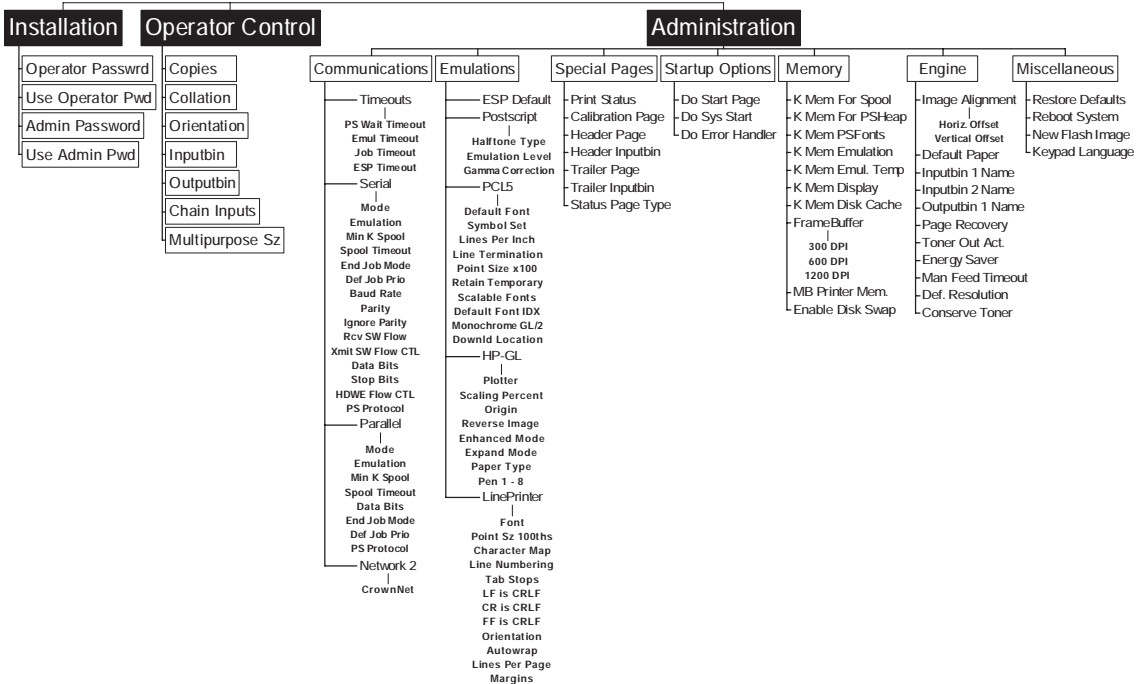 Installation
Operator Control
Administration
Operator Passwrd
Use Operator Pwd
Admin Password
Use Admin Pwd
Copies
Collation
Orientation
Inputbin
Outputbin
Chain Inputs
Multipurpose Sz
Communications
Timeouts
PS Wait Timeout
Emul Timeout
Job Timeout
ESP Timeout
Serial
Mode
Emulation
Min K Spool
Spool Timeout
End Job Mode
Def Job Prio
Baud Rate
Parity
Ignore Parity
Rcv SW Flow
Xmit SW Flow CTL
Data Bits
Stop Bits
HDWE Flow CTL
PS Protocol
Parallel
Mode
Emulation
Min K Spool
Spool Timeout
Data Bits
End Job Mode
Def Job Prio
PS Protocol
Network 2
CrownNet
Emulations
ESP Default
Postscript
Halftone Type
Emulation Level
Gamma Correction
PCL5
Default Font
Symbol Set
Lines Per Inch
Line Termination
Point Size x100
Retain Temporary
Scalable Fonts
Default Font IDX
Monochrome GL/2
Downld Location
HP-GL
Plotter
Scaling Percent
Origin
Reverse Image
Enhanced Mode
Expand Mode
Paper Type
Pen 1 - 8
LinePrinter
Font
Point Sz 100ths
Character Map
Line Numbering
Tab Stops
LF is CRLF
CR is CRLF
FF is CRLF
Orientation
Autowrap
Lines Per Page
Margins
Special Pages
Print Status
Calibration Page
Header Page
Header Inputbin
Trailer Page
Trailer Inputbin
Status Page Type
Startup Options
Do Start Page
Do Sys Start
Do Error Handler
Memory
K Mem For Spool
K Mem For PSHeap
K Mem PSFonts
K Mem Emulation
K Mem Emul. Temp
K Mem Display
K Mem Disk Cache
FrameBuffer
300 DPI
600 DPI
1200 DPI
MB Printer Mem.
Enable Disk Swap
Engine
Image Alignment
Horiz. Offset
Vertical Offset
Default Paper
Inputbin 1 Name
Inputbin 2 Name
Outputbin 1 Name
Page Recovery
Toner Out Act.
Energy Saver
Man Feed Timeout
Def. Resolution
Conserve Toner
Miscellaneous
Restore Defaults
Reboot System
New Flash Image
Keypad Language